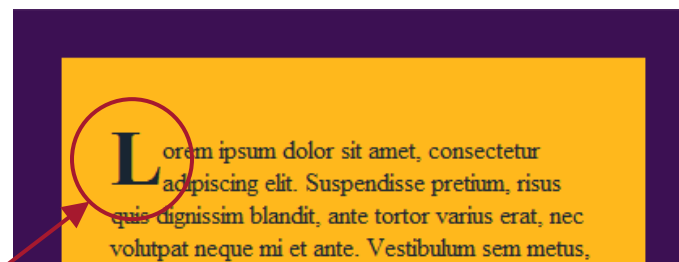 Lorem ipsum dolor sit amet, consectetur
adipiscing elit. Suspendisse pretium, risus
quis dignissim blandit, ante tortor varius erat, nec
volutpat neque mi et ante. Vestibulum sem metus,